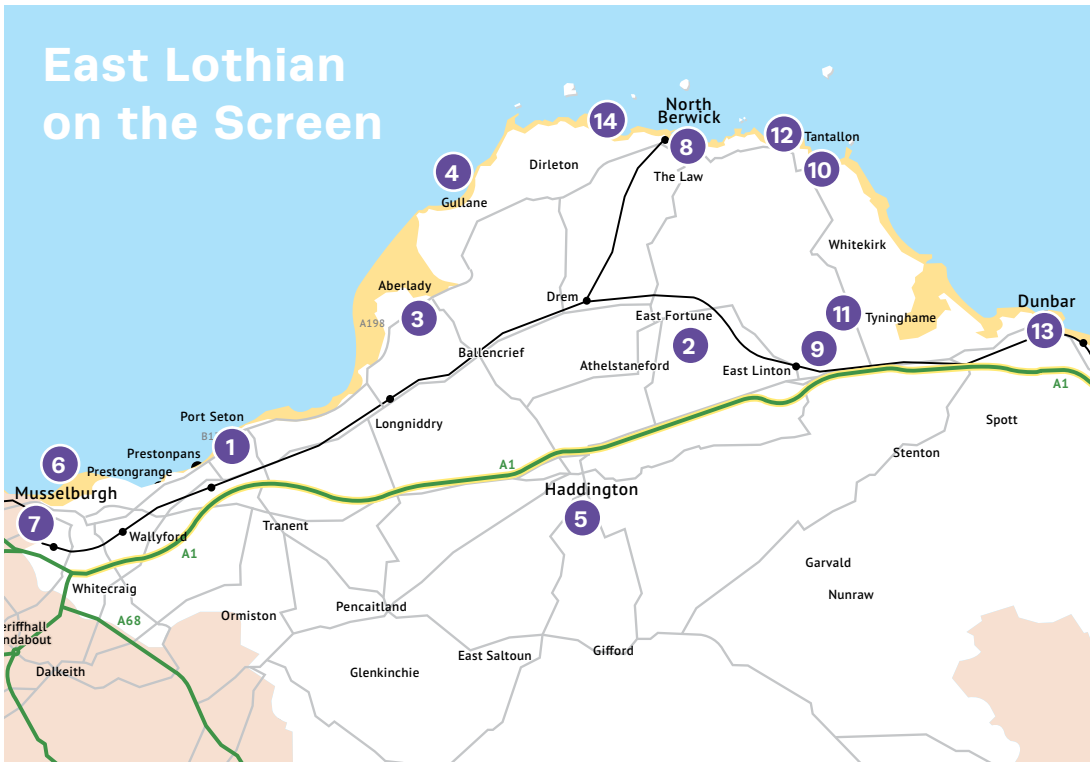 East Lothian
on the Screen
North
Berwick
14
12
Tantallon
8
Dirleton
10
4
The Law
Gullane
Whitekirk
Aberlady
Drem
Dunbar
3
A198
East Fortune
11
Tyninghame
13
Ballencrief
2
9
Athelstaneford
East Linton
A1
Port Seton
Longniddry
Spott
1
Prestonpans
Stenton
6
Prestongrange
A1
Musselburgh
Haddington
7
5
Tranent
Wallyford
A1
Garvald
Whitecraig
Nunraw
Pencaitland
Ormiston
A68
eriffhall
ndabout
Gifford
East Saltoun
Dalkeith
Glenkinchie